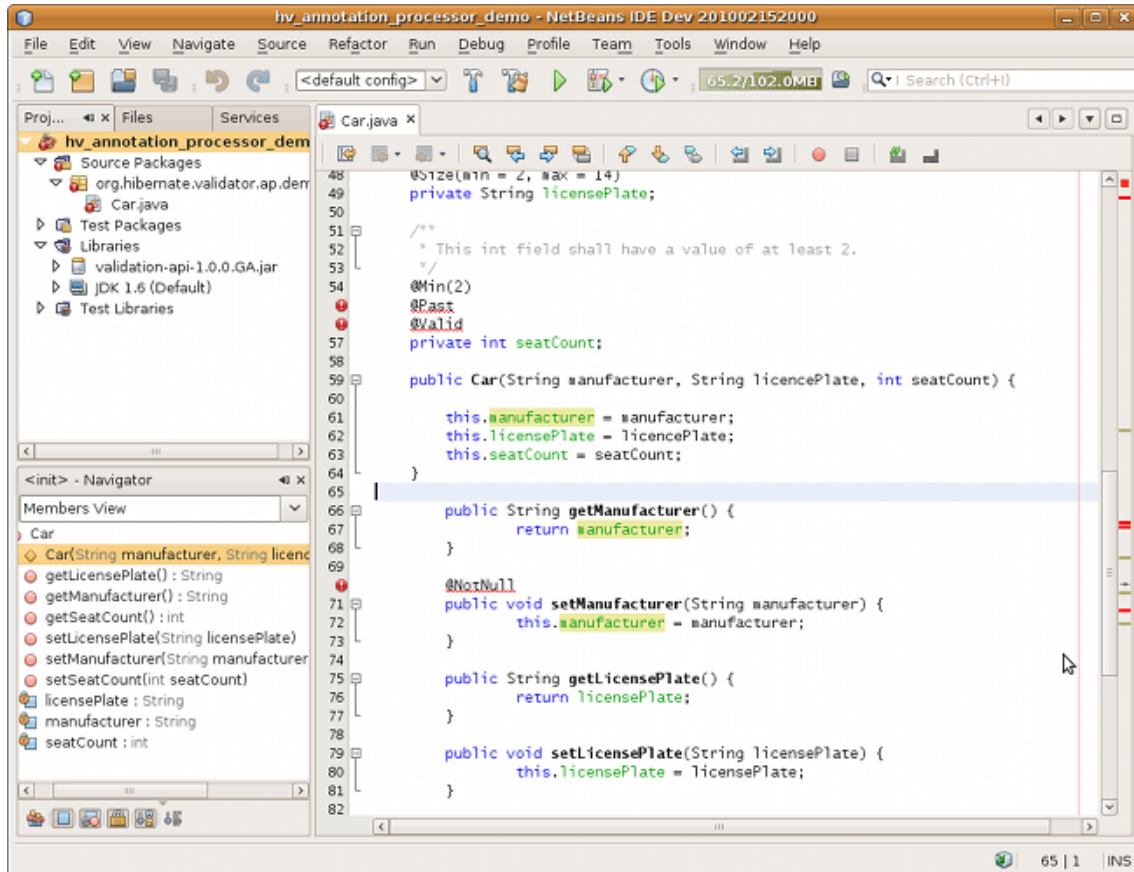 hv_annotation_processor_demo - NetBeans IDE Dev 201002152000
File Edit View Navigate Source Refactor Run Debug Profile Team Tools Window Help
<default config> 65.2/102.0MB Search (Ctrl+I)
Proj... Files Services
hv_annotation_processor_dem
Source Packages
org.hibernate.validator.ap.dem
Car.java
Test Packages
Libraries
validation-api-1.0.0.GA.jar
JDK 1.6 (Default)
Test Libraries
<init> - Navigator
Members View
Car
Car(String manufacturer, String licenc
getLicensePlate() : String
getManufacturer() : String
getSeatCount() : int
setLicensePlate(String licensePlate)
setManufacturer(String manufacturer
setSeatCount(int seatCount)
licensePlate : String
manufacturer : String
seatCount : int
Car.java
48 @Size(min = 2, max = 14)
49 private String licensePlate;
50
51 /**
52 * This int field shall have a value of at least 2.
53 */
54 @Min(2)
@Past
@Valid
57 private int seatCount;
58
59 public Car(String manufacturer, String licencePlate, int seatCount) {
60
61 this.manufacturer = manufacturer;
62 this.licensePlate = licencePlate;
63 this.seatCount = seatCount;
64 }
65
66 public String getManufacturer() {
67 return manufacturer;
68 }
69
@NotNull
71 public void setManufacturer(String manufacturer) {
72 this.manufacturer = manufacturer;
73 }
74
75 public String getLicensePlate() {
76 return licensePlate;
77 }
78
79 public void setLicensePlate(String licensePlate) {
80 this.licensePlate = licensePlate;
81 }
82
65 | 1 INS